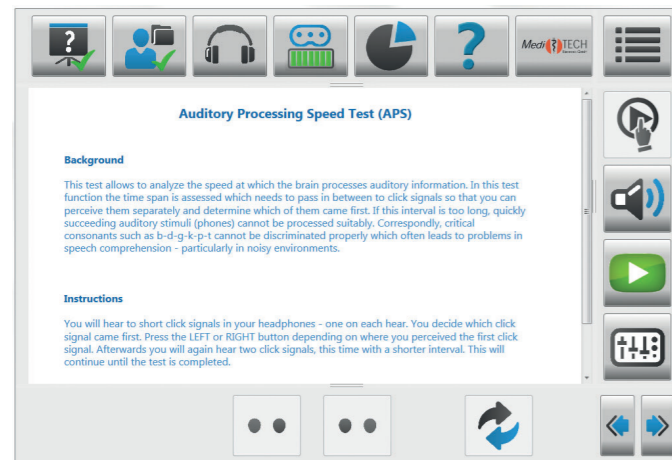 ?
?
Medi TECH
Auditory Processing Speed Test (APS)
Background
This test allows to analyze the speed at which the brain processes auditory information. In this test
function the time span is assessed which needs to pass in between to click signals so that you can
perceive them separately and determine which of them came first. If this interval is too long, quickly
succeeding auditory stimuli (phones) cannot be processed suitably. Correspondly, critical
consonants such as b-d-g-k-p-t cannot be discriminated properly which often leads to problems in
speech comprehension - particularly in noisy environments.
Instructions
You will hear to short click signals in your headphones - one on each hear. You decide which click
signal came first. Press the LEFT or RIGHT button depending on where you perceived the first click
signal. Afterwards you will again hear two click signals, this time with a shorter interval. This will
continue until the test is completed.